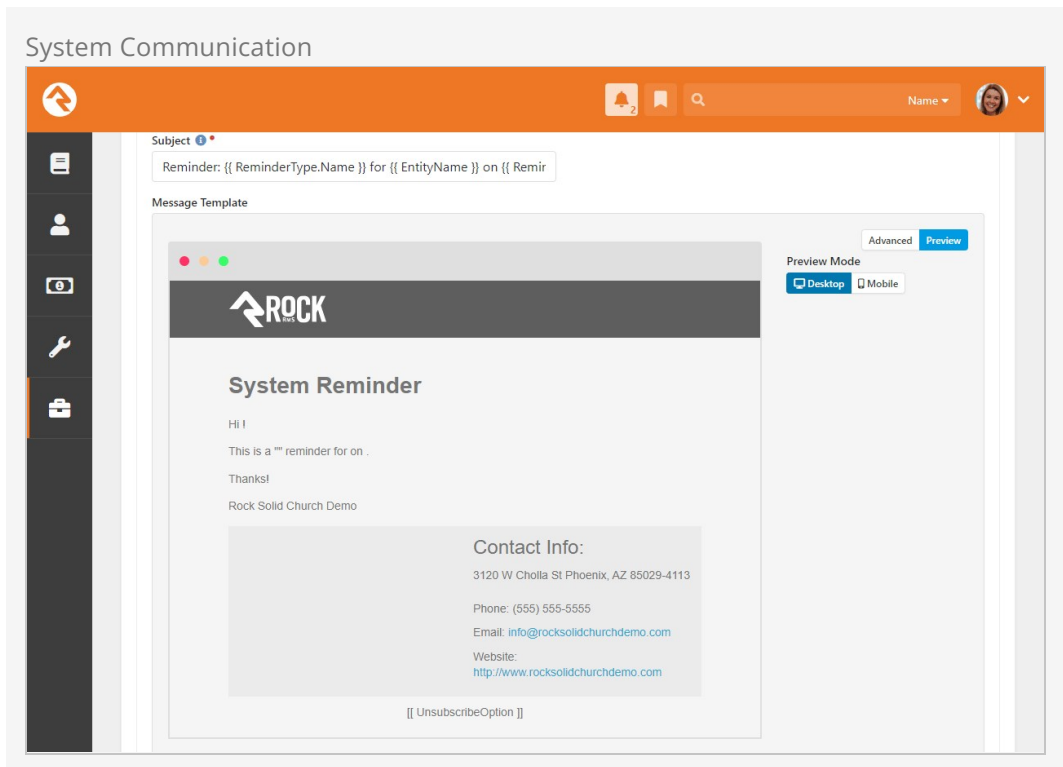 System Communication
2
Name
Subject
Reminder: {{ ReminderType.Name }} for {{ EntityName }} on {{ Remir
Message Template
Advanced Preview
Preview Mode
Desktop Mobile
ROCK
RMS
System Reminder
Hi !
This is a "" reminder for on .
Thanks!
Rock Solid Church Demo
Contact Info:
3120 W Cholla St Phoenix, AZ 85029-4113
Phone: (555) 555-5555
Email: info@rocksolidchurchdemo.com
Website:
http://www.rocksolidchurchdemo.com
[[ UnsubscribeOption ]]